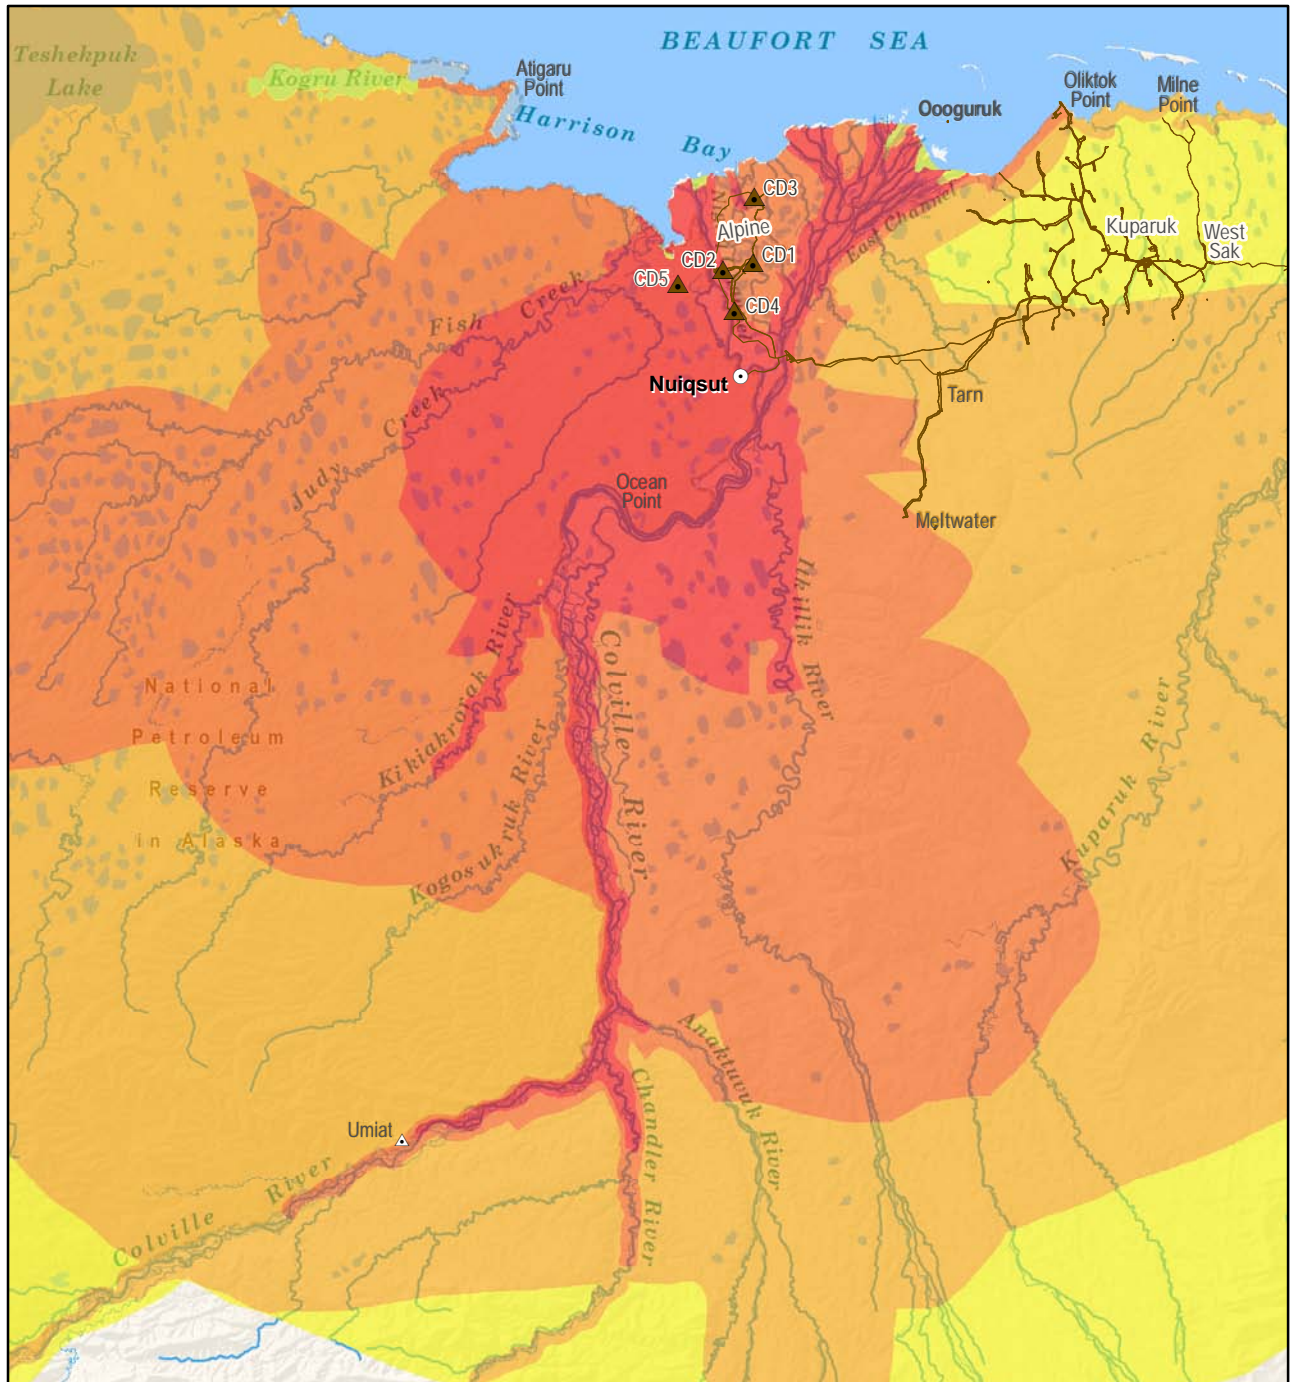 BEAUFORT SEA
Teshekpuk
Lake
Kogru River
Atigaru
Point
Harrison Bay
Oooguruk
Oliktok
Point
Milne
Point
CD3
Alpine
East Channel
Kuparuk
West
Sak
CD2
CD1
CD5
CD4
Fish Creek
Nuiqsut
Tarn
Judy Creek
Ocean
Point
Meltwater
Itkillik River
Colville River
Kikiakrorak River
National
Petroleum
Reserve
in Alaska
Kogosukruk River
Kuparuk River
Anaktuvuk River
Chandler River
Umiat
Colville River